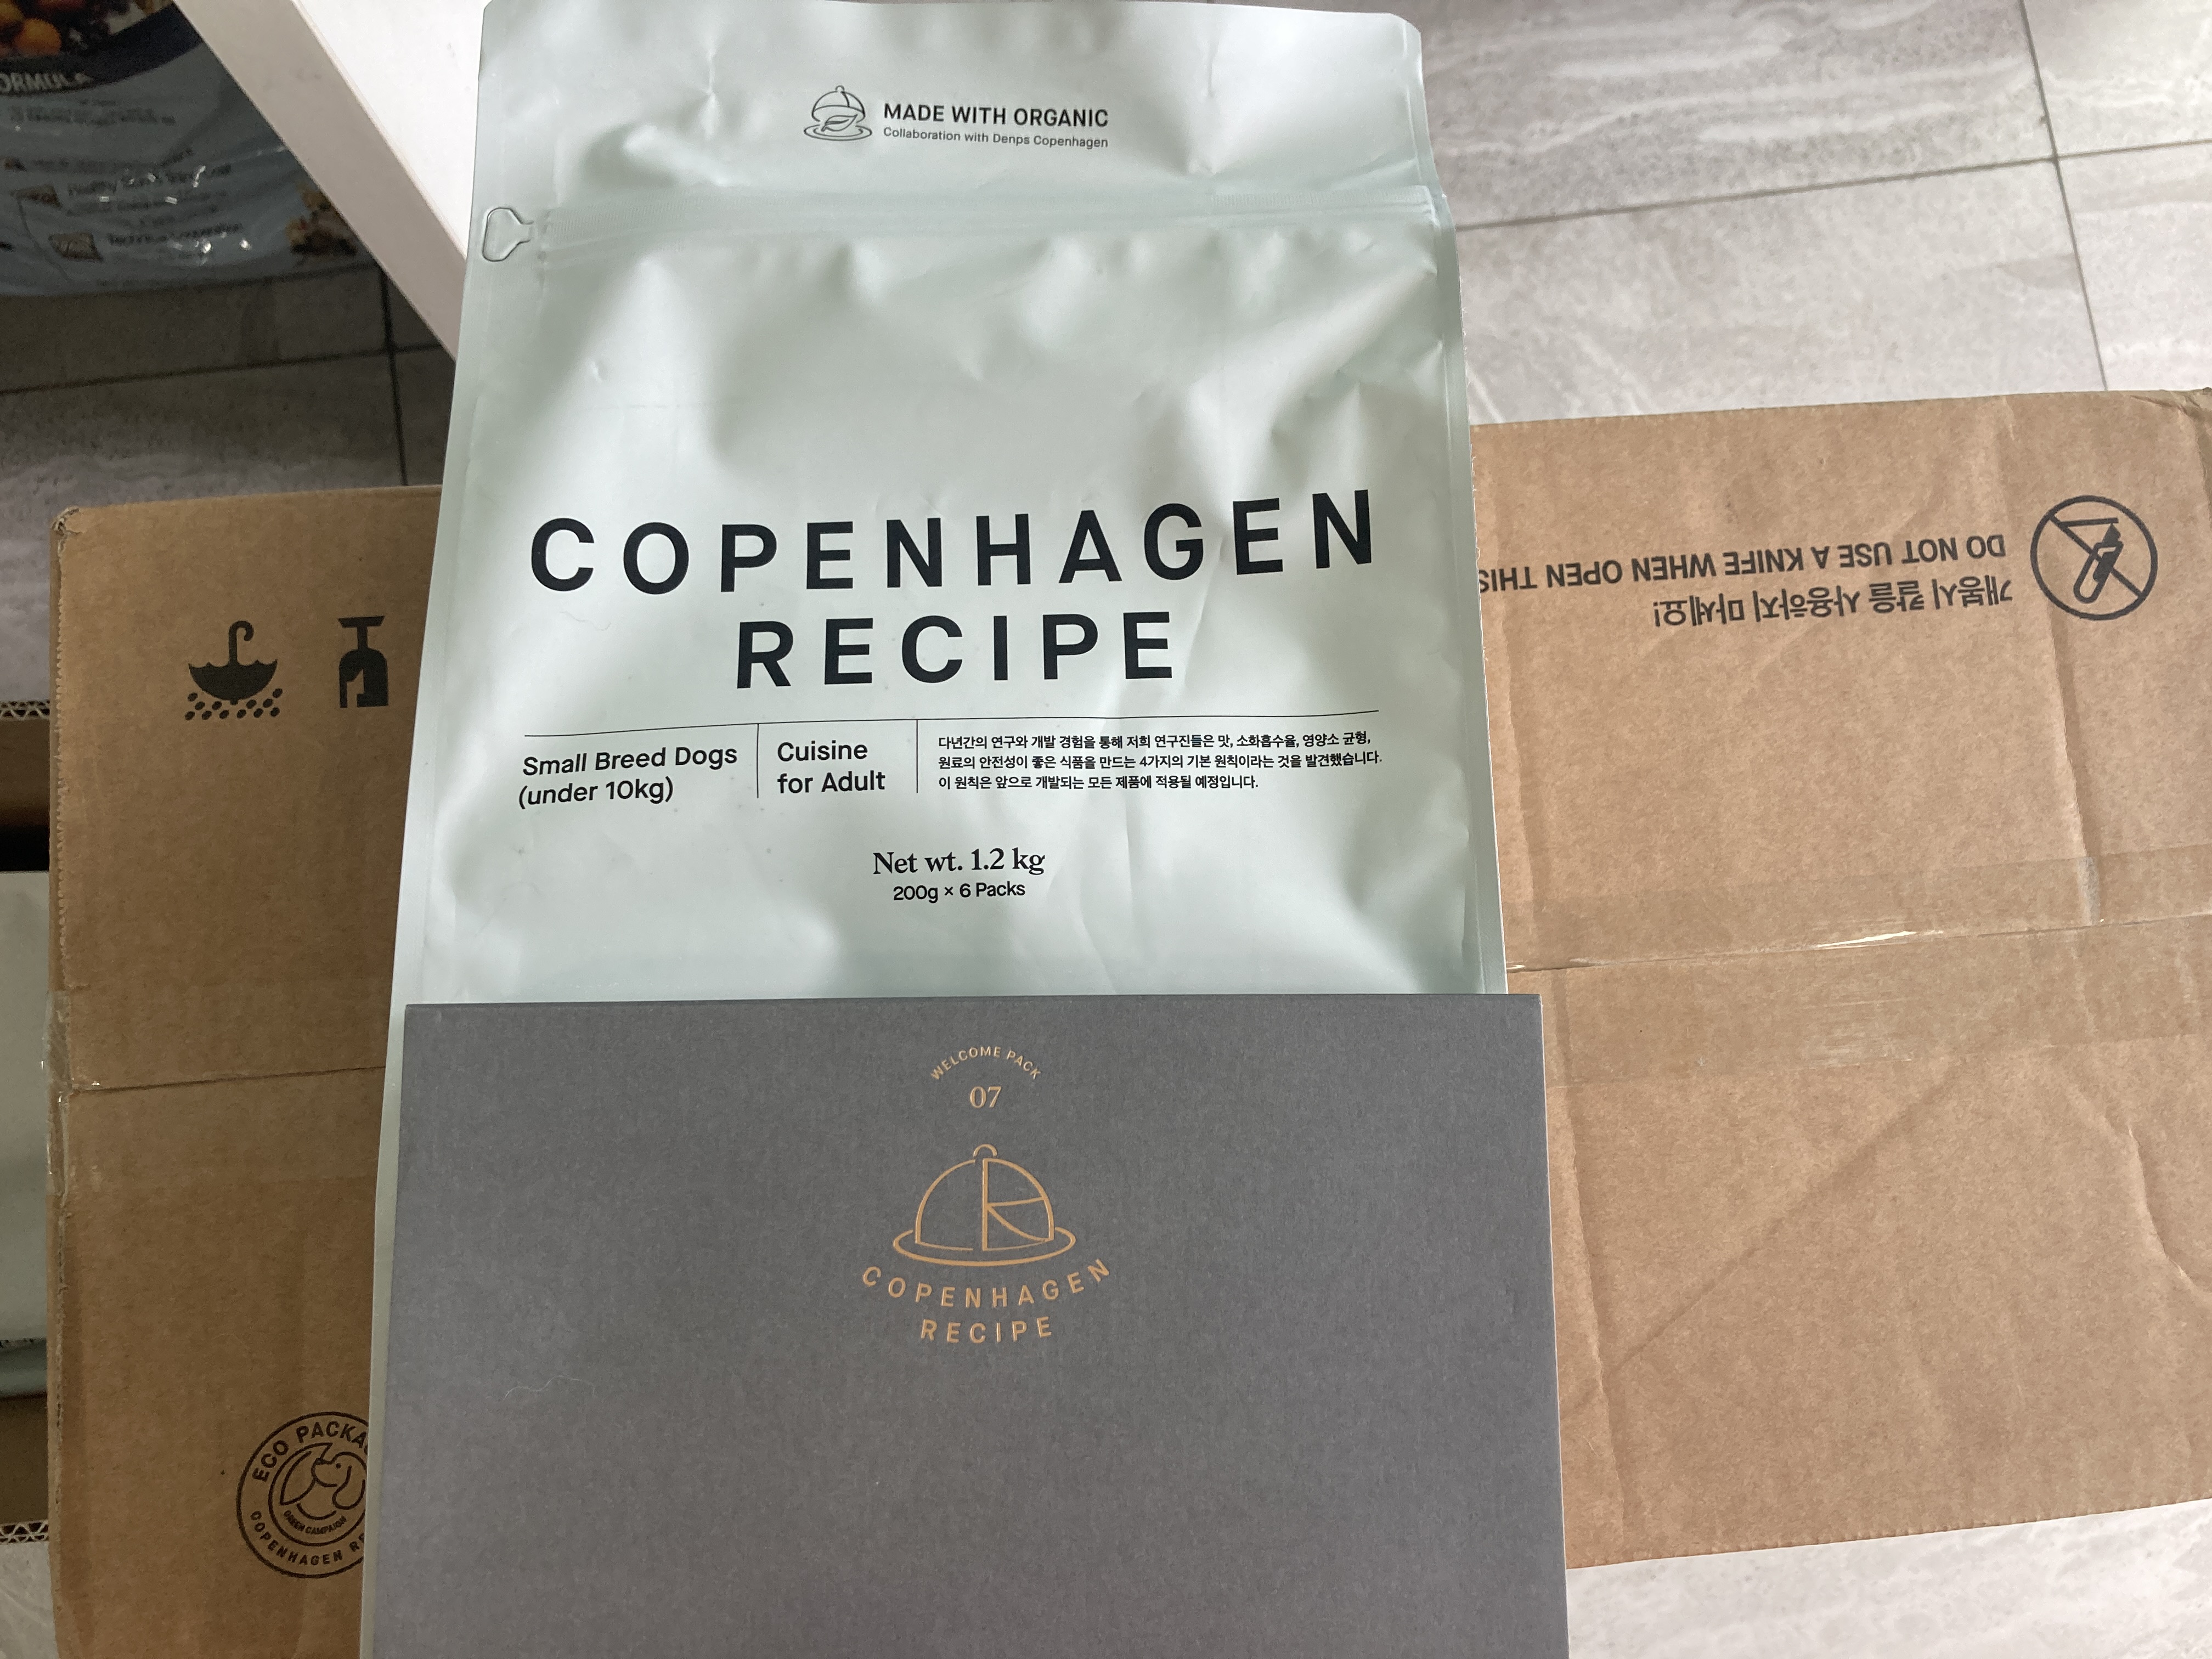 ORMULA
MADE WITH ORGANIC
Collaboration with Denps Copenhagen
COPENHAGEN
RECIPE
Small Breed Dogs
(under 10kg)
Cuisine
for Adult
다년간의 연구와 개발 경험을 통해 저희 연구진들은 맛, 소화흡수율, 영양소 균형,
원료의 안전성이 좋은 식품을 만드는 4가지의 기본 원칙이라는 것을 발견했습니다.
이 원칙은 앞으로 개발되는 모든 제품에 적용될 예정입니다.
Net wt. 1.2 kg
200g × 6 Packs
WELCOME PACK
07
COPENHAGEN
RECIPE
개봉시 칼을 사용하지 마세요!
DO NOT USE A KNIFE WHEN OPEN THIS
ECO PACKA
GREEN CAMPAIGN
COPENHAGEN RE